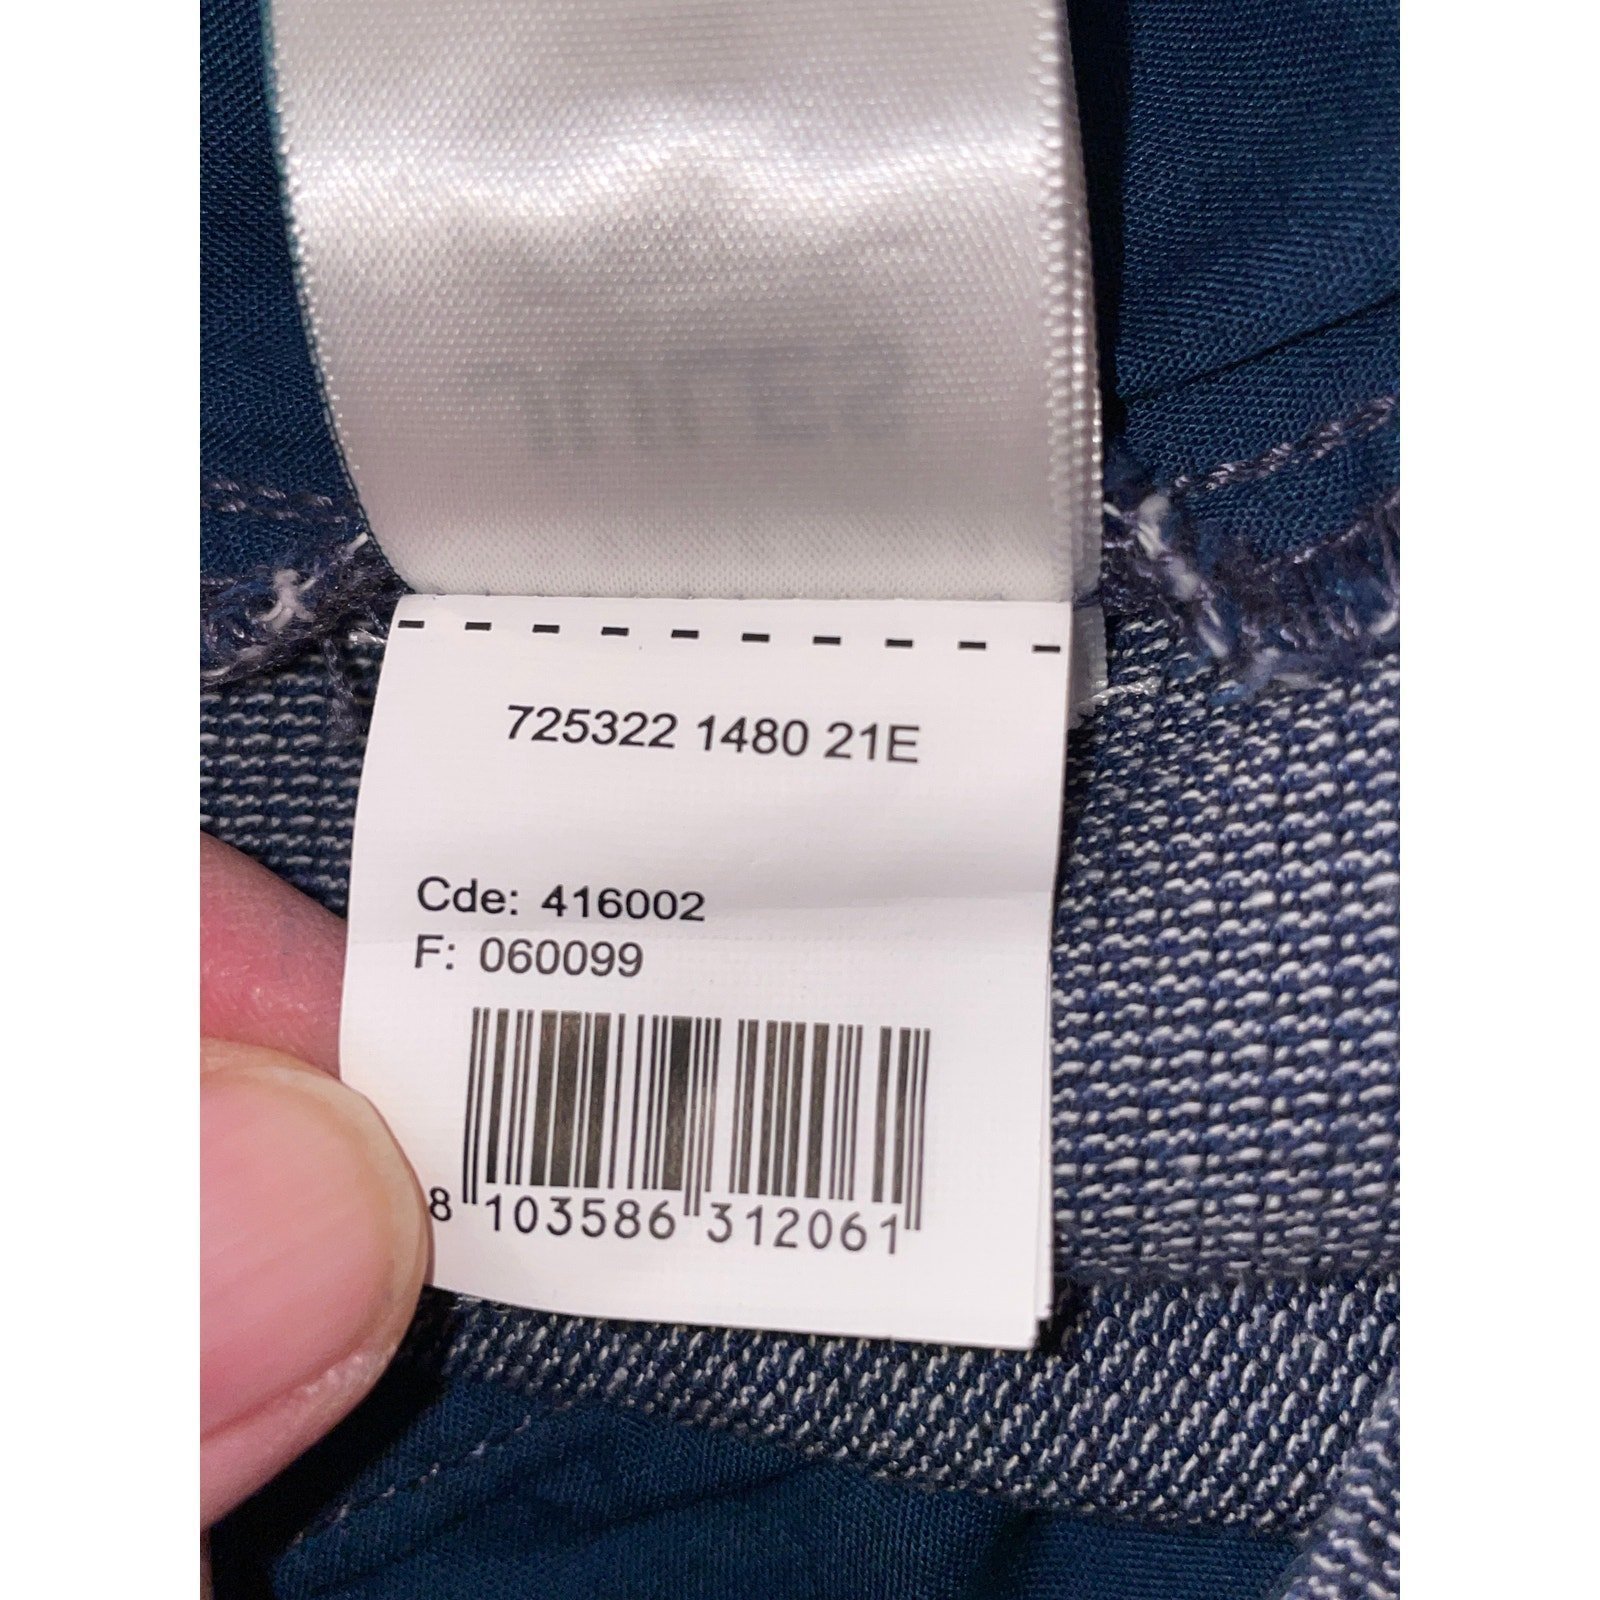 725322 1480 21E
Cde: 416002
F: 060099
8 103586 312061